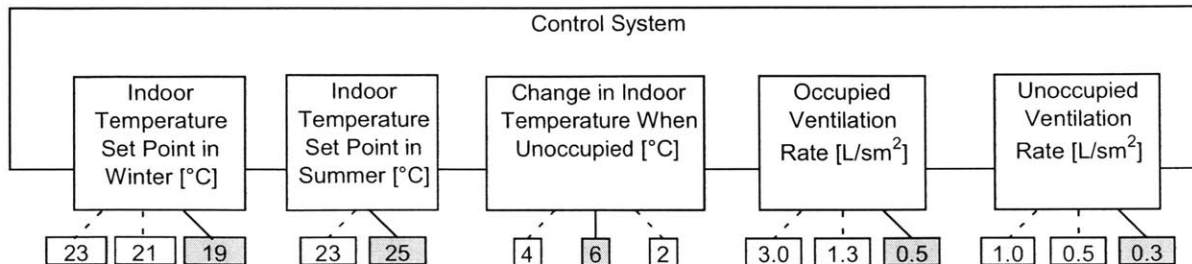 Control System
Indoor
Temperature
Set Point in
Winter [°C]
Indoor
Temperature
Set Point in
Summer [°C]
Change in Indoor
Temperature When
Unoccupied [°C]
Occupied
Ventilation
Rate [L/sm²]
Unoccupied
Ventilation
Rate [L/sm²]
23 21 19 23 25 4 6 2 3.0 1.3 0.5 1.0 0.5 0.3